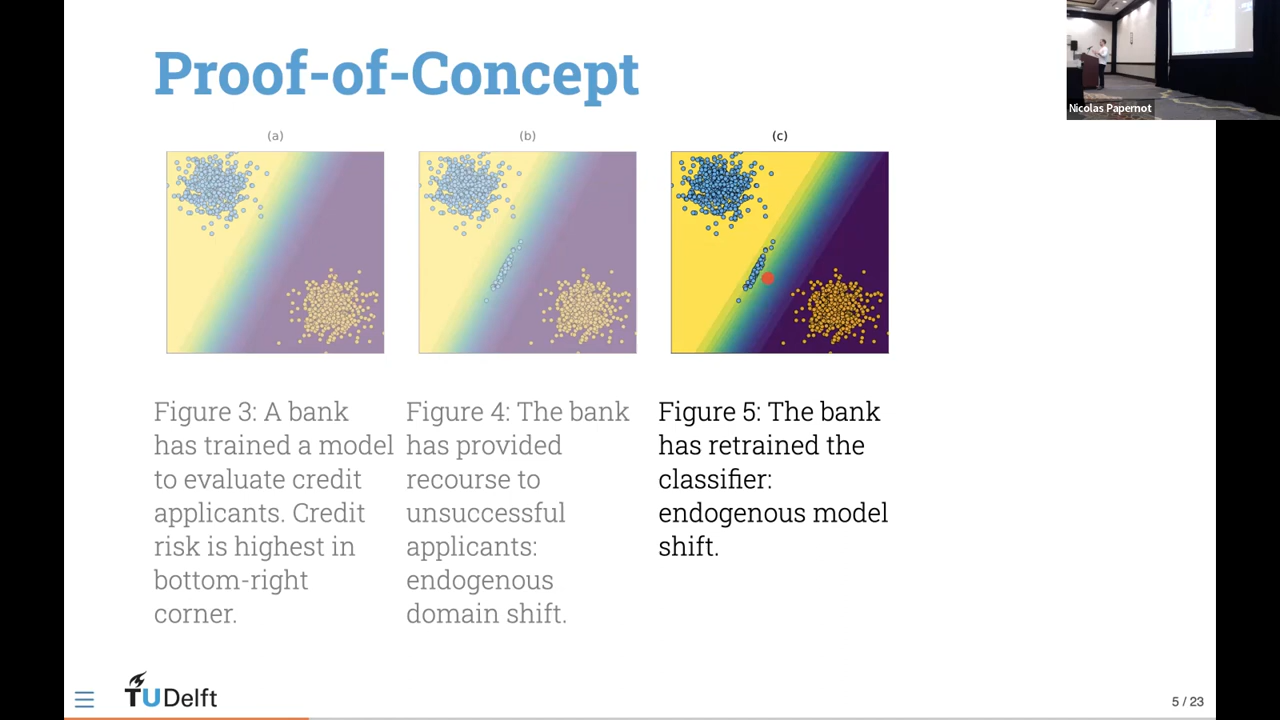 Proof-of-Concept
Nicolas Papernot
(a)
(b)
(c)
Figure 3: A bank
has trained a model
to evaluate credit
applicants. Credit
risk is highest in
bottom-right
corner.
Figure 4: The bank
has provided
recourse to
unsuccessful
applicants:
endogenous
domain shift.
Figure 5: The bank
has retrained the
classifier:
endogenous model
shift.
TUDelft
5 / 23